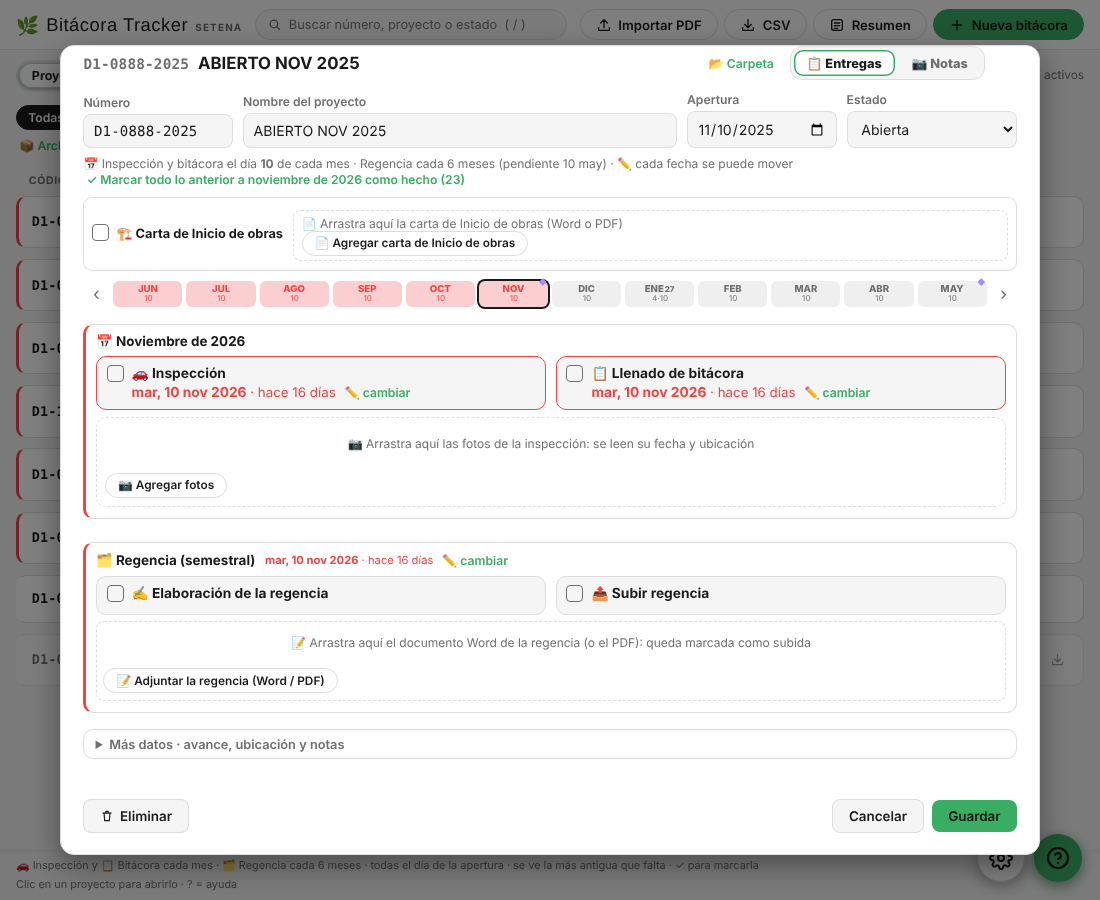 Bitácora Tracker SETENA
Buscar número, proyecto o estado ( / )
Importar PDF
CSV
Resumen
Nueva bitácora
activos
D1-0888-2025 ABIERTO NOV 2025
Carpeta
Entregas
Notas
Número
Nombre del proyecto
Apertura
Estado
D1-0888-2025
ABIERTO NOV 2025
11/10/2025
Abierta
Inspección y bitácora el día 10 de cada mes · Regencia cada 6 meses (pendiente 10 may) · ✏️ cada fecha se puede mover
✓ Marcar todo lo anterior a noviembre de 2026 como hecho (23)
Carta de Inicio de obras
Arrastra aquí la carta de Inicio de obras (Word o PDF)
Agregar carta de Inicio de obras
‹ JUN JUL AGO SEP OCT NOV DIC ENE27 FEB MAR ABR MAY ›
10 10 10 10 10 10 10 4·10 10 10 10 10
Noviembre de 2026
Inspección
mar, 10 nov 2026 · hace 16 días ✏️ cambiar
Llenado de bitácora
mar, 10 nov 2026 · hace 16 días ✏️ cambiar
Arrastra aquí las fotos de la inspección: se leen su fecha y ubicación
Agregar fotos
Regencia (semestral) mar, 10 nov 2026 · hace 16 días ✏️ cambiar
Elaboración de la regencia
Subir regencia
Arrastra aquí el documento Word de la regencia (o el PDF): queda marcada como subida
Adjuntar la regencia (Word / PDF)
▶ Más datos · avance, ubicación y notas
Eliminar
Cancelar
Guardar
Inspección y Bitácora cada mes · Regencia cada 6 meses · todas el día de la apertura · se ve la más antigua que falta · ✓ para marcarla
Clic en un proyecto para abrirlo · ? = ayuda